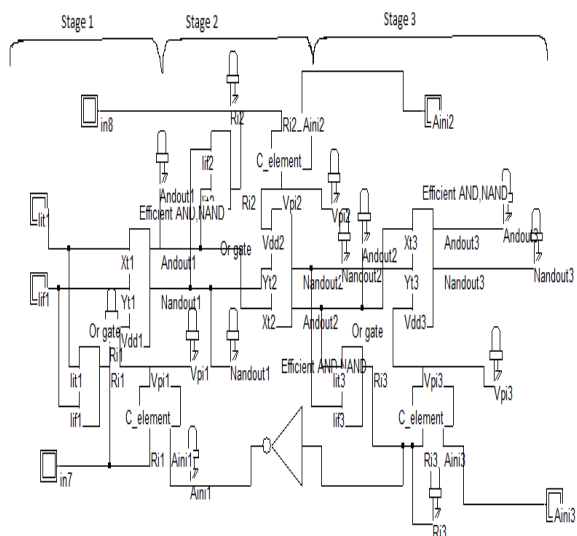 Stage 1 Stage 2 Stage 3
in8 Ri2 Ri2 Aini2 Aini2
Iif2 Andout1 C_element
Efficient AND,NAND Ri2 Vpi2 Vpi2 Efficient AND,NAND
Iit1 Xt1 Andout1 Or gate Vdd2 Andout2 Nandout2 Xt3 Andout3 Andout3
Iif1 Yt1 Nandout1 Yt2 Nandout2 Yt3 Nandout3 Nandout3
Or gate Vdd1 Xt2 Andout2 Or gate Vdd3
Ri1 Efficient AND,NAND
Iit1 Ri1 Vpi1 Vpi1 Nandout1 Iit3 Ri3 Vpi3 Vpi3
Iif1 C_element Iif3 C_element
in7 Ri1 Aini1 Aini1 Ri3 Aini3
Ri3 Aini3